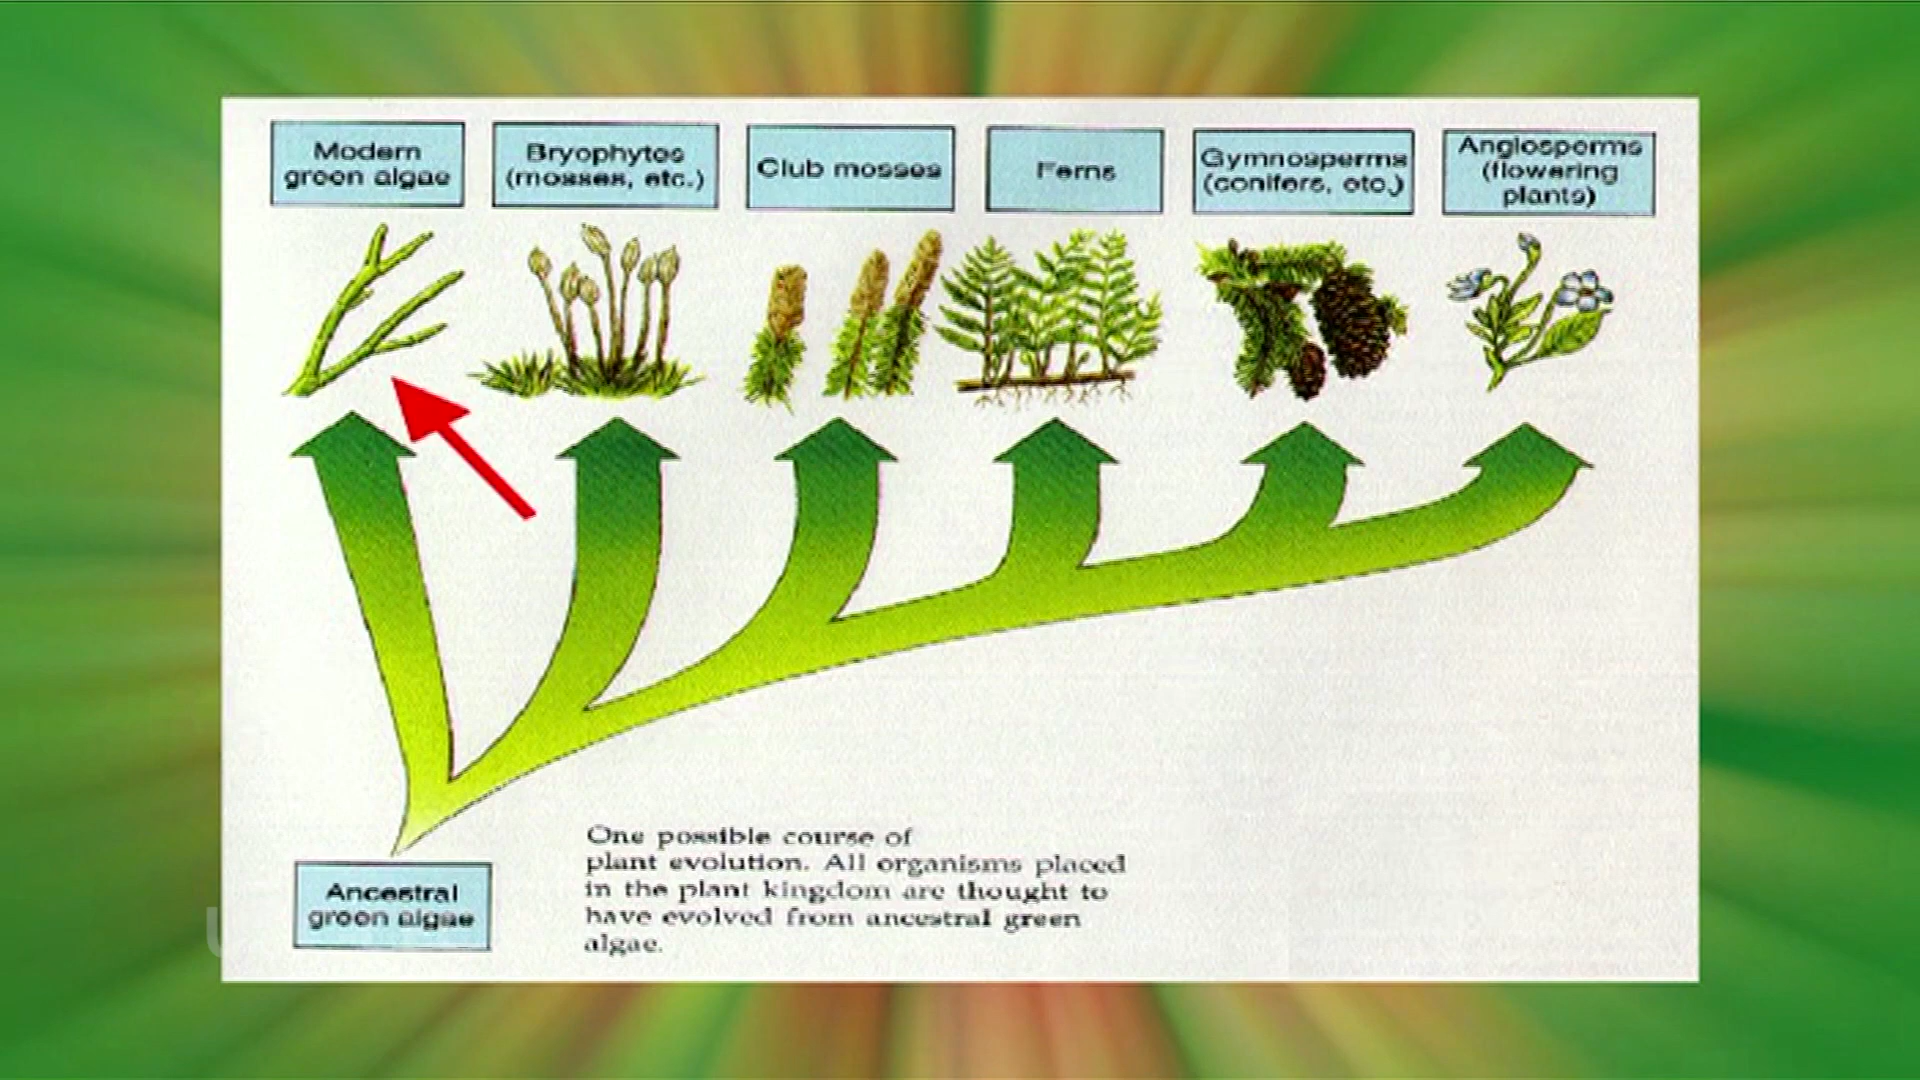 Modern
green algae
Bryophytes
(mosses, etc.)
Club mosses
Ferns
Gymnosperms
(conifers, etc.)
Angiosperms
(flowering
plants)
Ancestral
green algae
One possible course of
plant evolution. All organisms placed
in the plant kingdom are thought to
have evolved from ancestral green
algae.